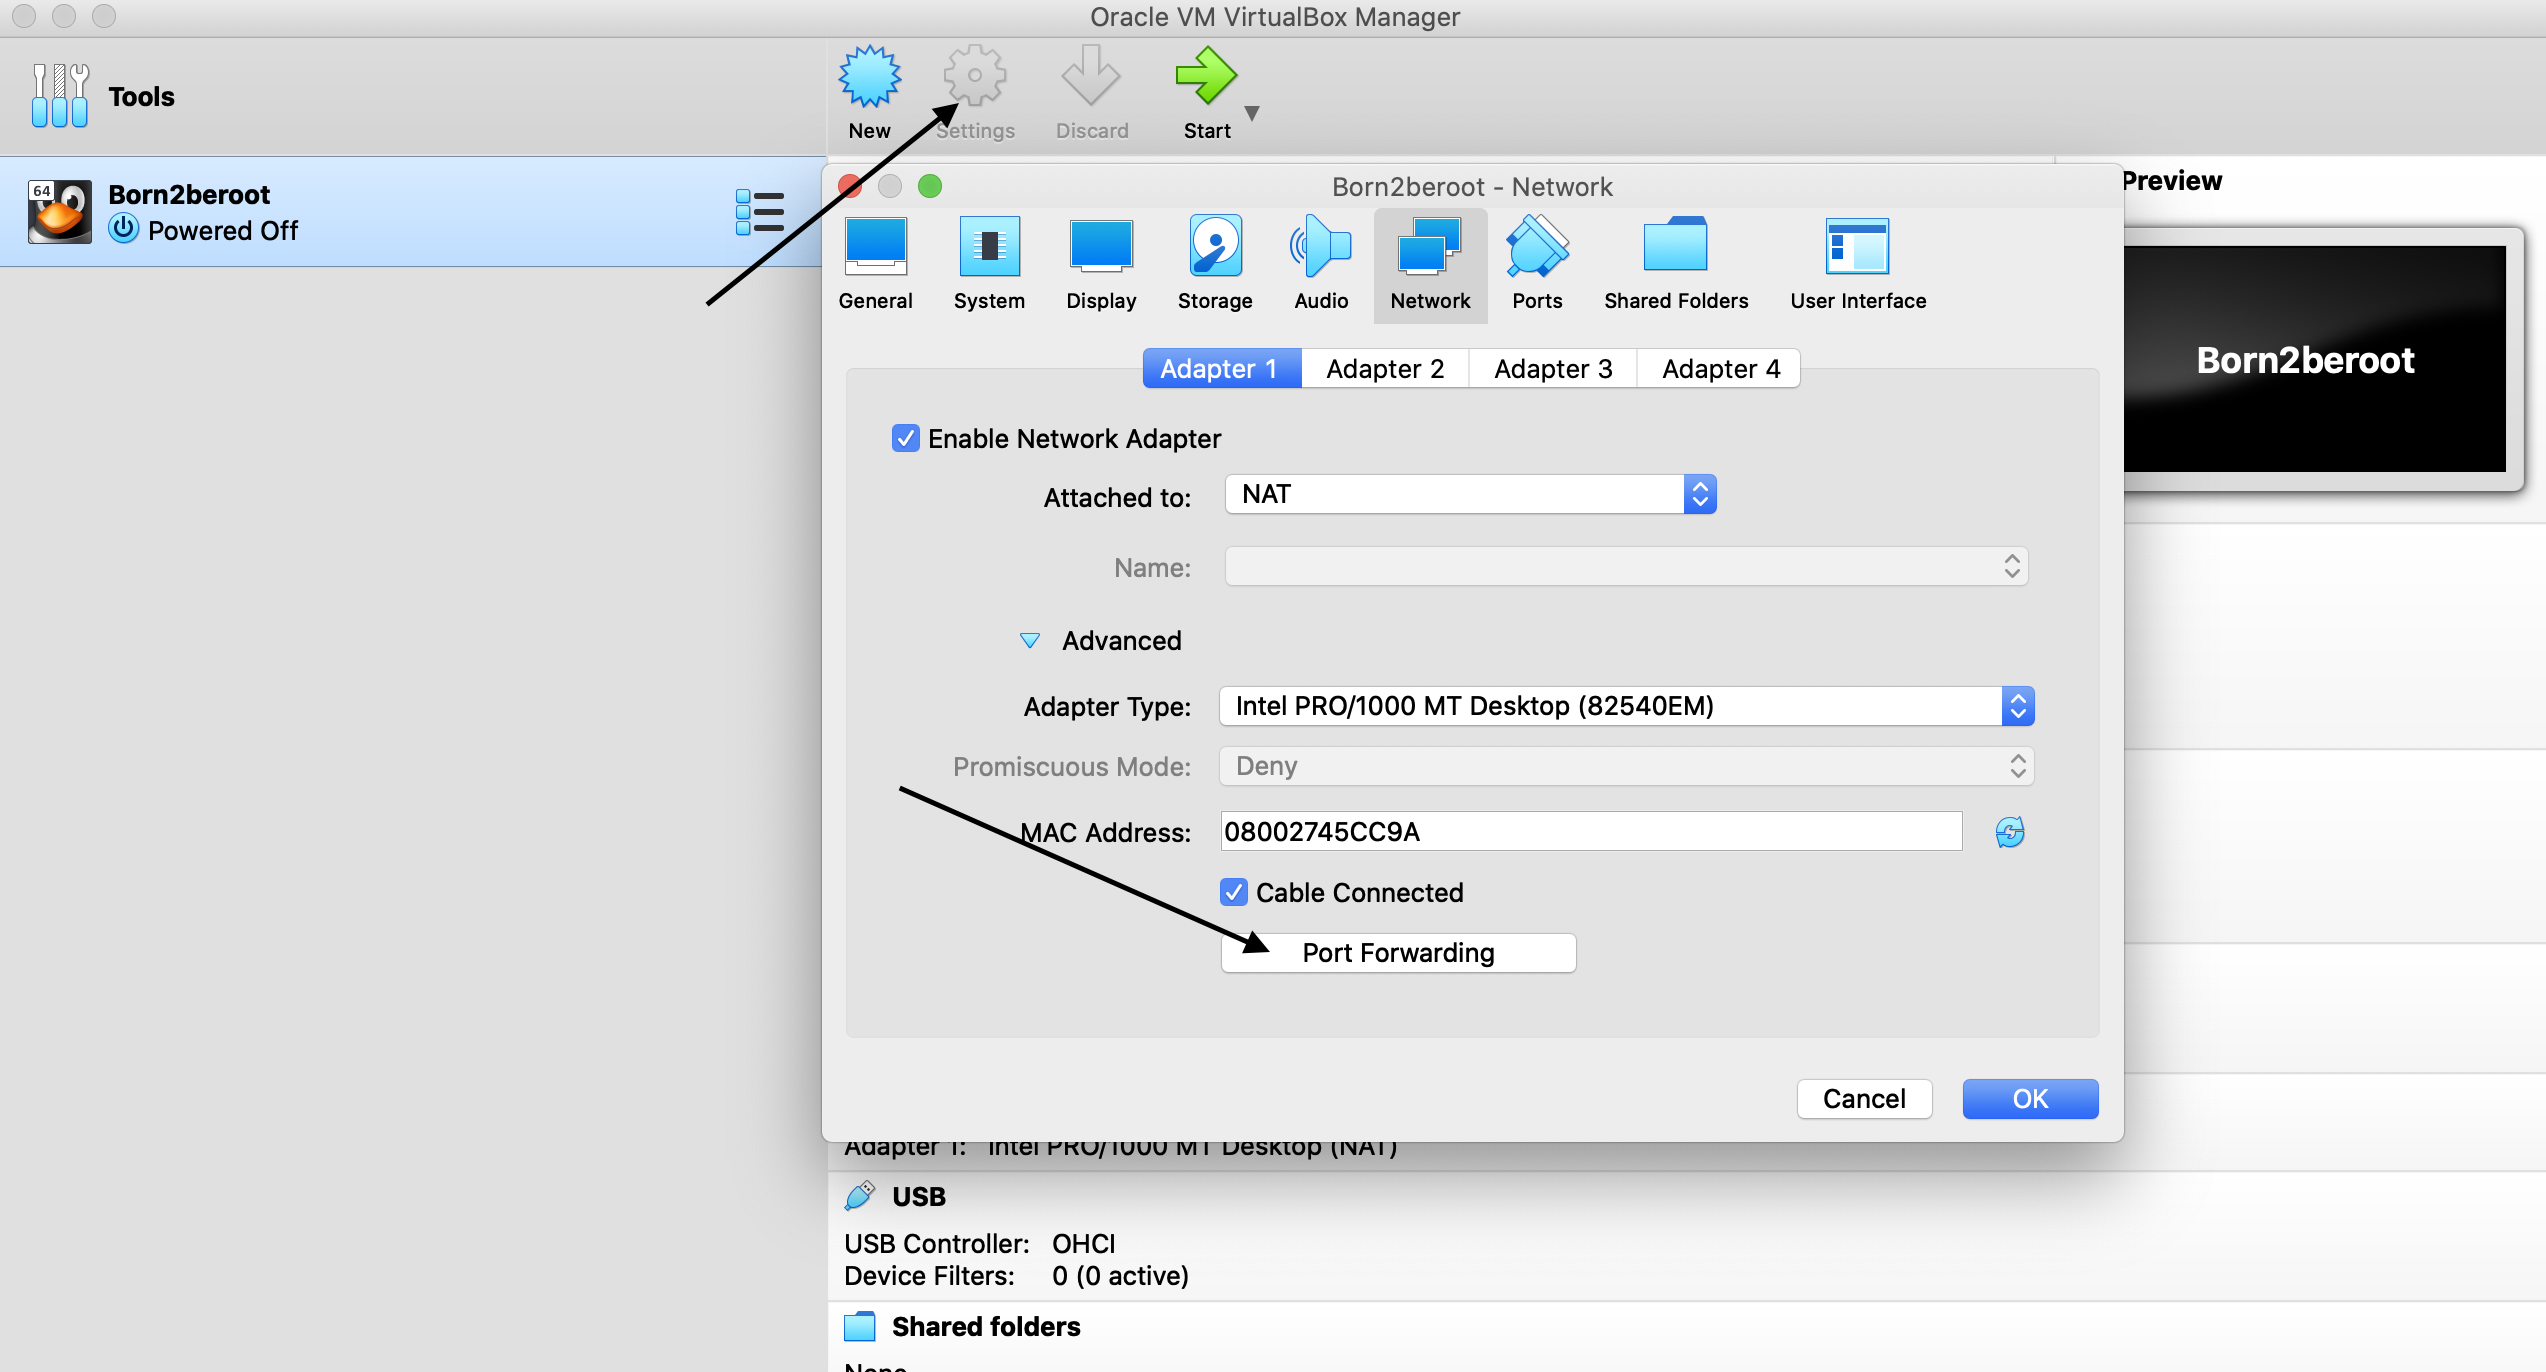 Oracle VM VirtualBox Manager
Tools
New
Settings
Discard
Start
64
Born2beroot
Powered Off
Born2beroot - Network
Preview
General
System
Display
Storage
Audio
Network
Ports
Shared Folders
User Interface
Born2beroot
Adapter 1
Adapter 2
Adapter 3
Adapter 4
Enable Network Adapter
Attached to: NAT
Name:
Advanced
Adapter Type: Intel PRO/1000 MT Desktop (82540EM)
Promiscuous Mode: Deny
MAC Address: 08002745CC9A
Cable Connected
Port Forwarding
Cancel
OK
Adapter 1: Intel PRO/1000 MT Desktop (NAT)
USB
USB Controller: OHCI
Device Filters: 0 (0 active)
Shared folders
None